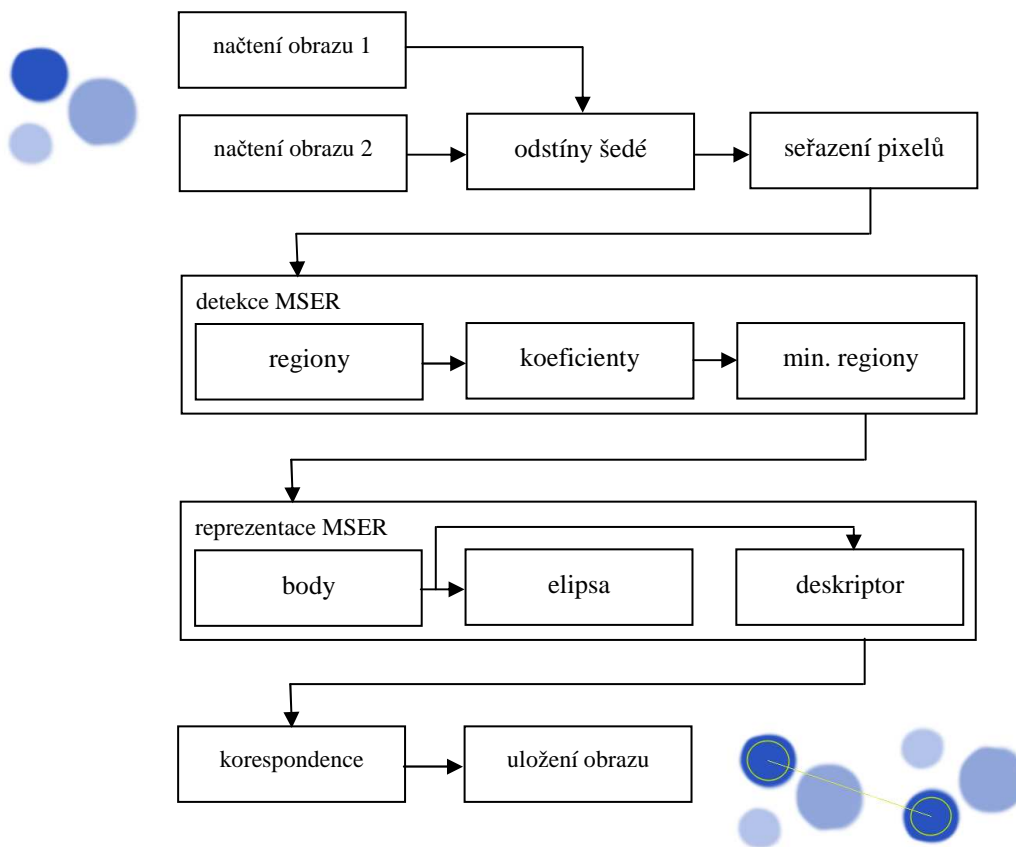 načtení obrazu 1
načtení obrazu 2
odstíny šedé
seřazení pixelů
detekce MSER
regiony
koeficienty
min. regiony
reprezentace MSER
body
elipsa
deskriptor
korespondence
uložení obrazu